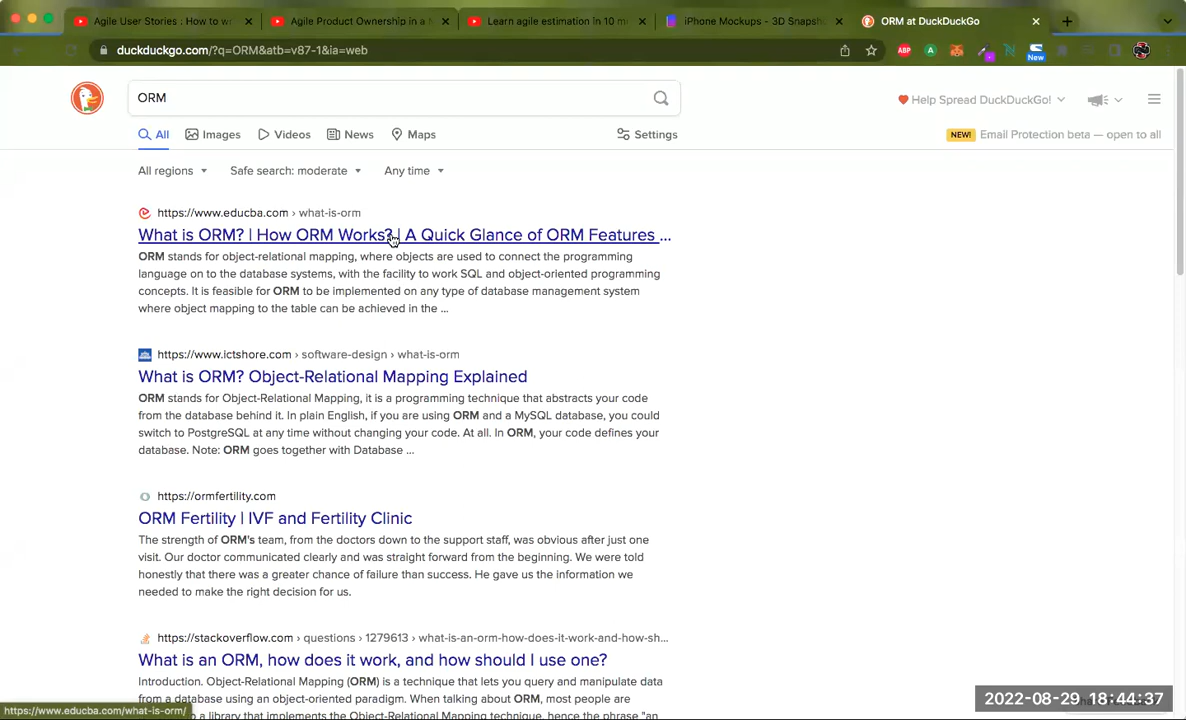 Agile User Stories : How to wr
Agile Product Ownership in a N
Learn agile estimation in 10 m
iPhone Mockups - 3D Snapsho
ORM at DuckDuckGo
duckduckgo.com/?q=ORM&atb=v87-1&ia=web
ABP
A
New
ORM
Help Spread DuckDuckGo!
All
Images
Videos
News
Maps
Settings
NEW! Email Protection beta — open to all
All regions
Safe search: moderate
Any time
https://www.educba.com › what-is-orm
What is ORM? | How ORM Works? | A Quick Glance of ORM Features ...
ORM stands for object-relational mapping, where objects are used to connect the programming
language on to the database systems, with the facility to work SQL and object-oriented programming
concepts. It is feasible for ORM to be implemented on any type of database management system
where object mapping to the table can be achieved in the ...
https://www.ictshore.com › software-design › what-is-orm
What is ORM? Object-Relational Mapping Explained
ORM stands for Object-Relational Mapping, it is a programming technique that abstracts your code
from the database behind it. In plain English, if you are using ORM and a MySQL database, you could
switch to PostgreSQL at any time without changing your code. At all. In ORM, your code defines your
database. Note: ORM goes together with Database ...
https://ormfertility.com
ORM Fertility | IVF and Fertility Clinic
The strength of ORM's team, from the doctors down to the support staff, was obvious after just one
visit. Our doctor communicated clearly and was straight forward from the beginning. We were told
honestly that there was a greater chance of failure than success. He gave us the information we
needed to make the right decision for us.
https://stackoverflow.com › questions › 1279613 › what-is-an-orm-how-does-it-work-and-how-sh...
What is an ORM, how does it work, and how should I use one?
Introduction. Object-Relational Mapping (ORM) is a technique that lets you query and manipulate data
from a database using an object-oriented paradigm. When talking about ORM, most people are
to a library that implements the Object-Relational Mapping technique, hence the phrase "an
https://www.educba.com/what-is-orm/
2022-08-29 18:44:37